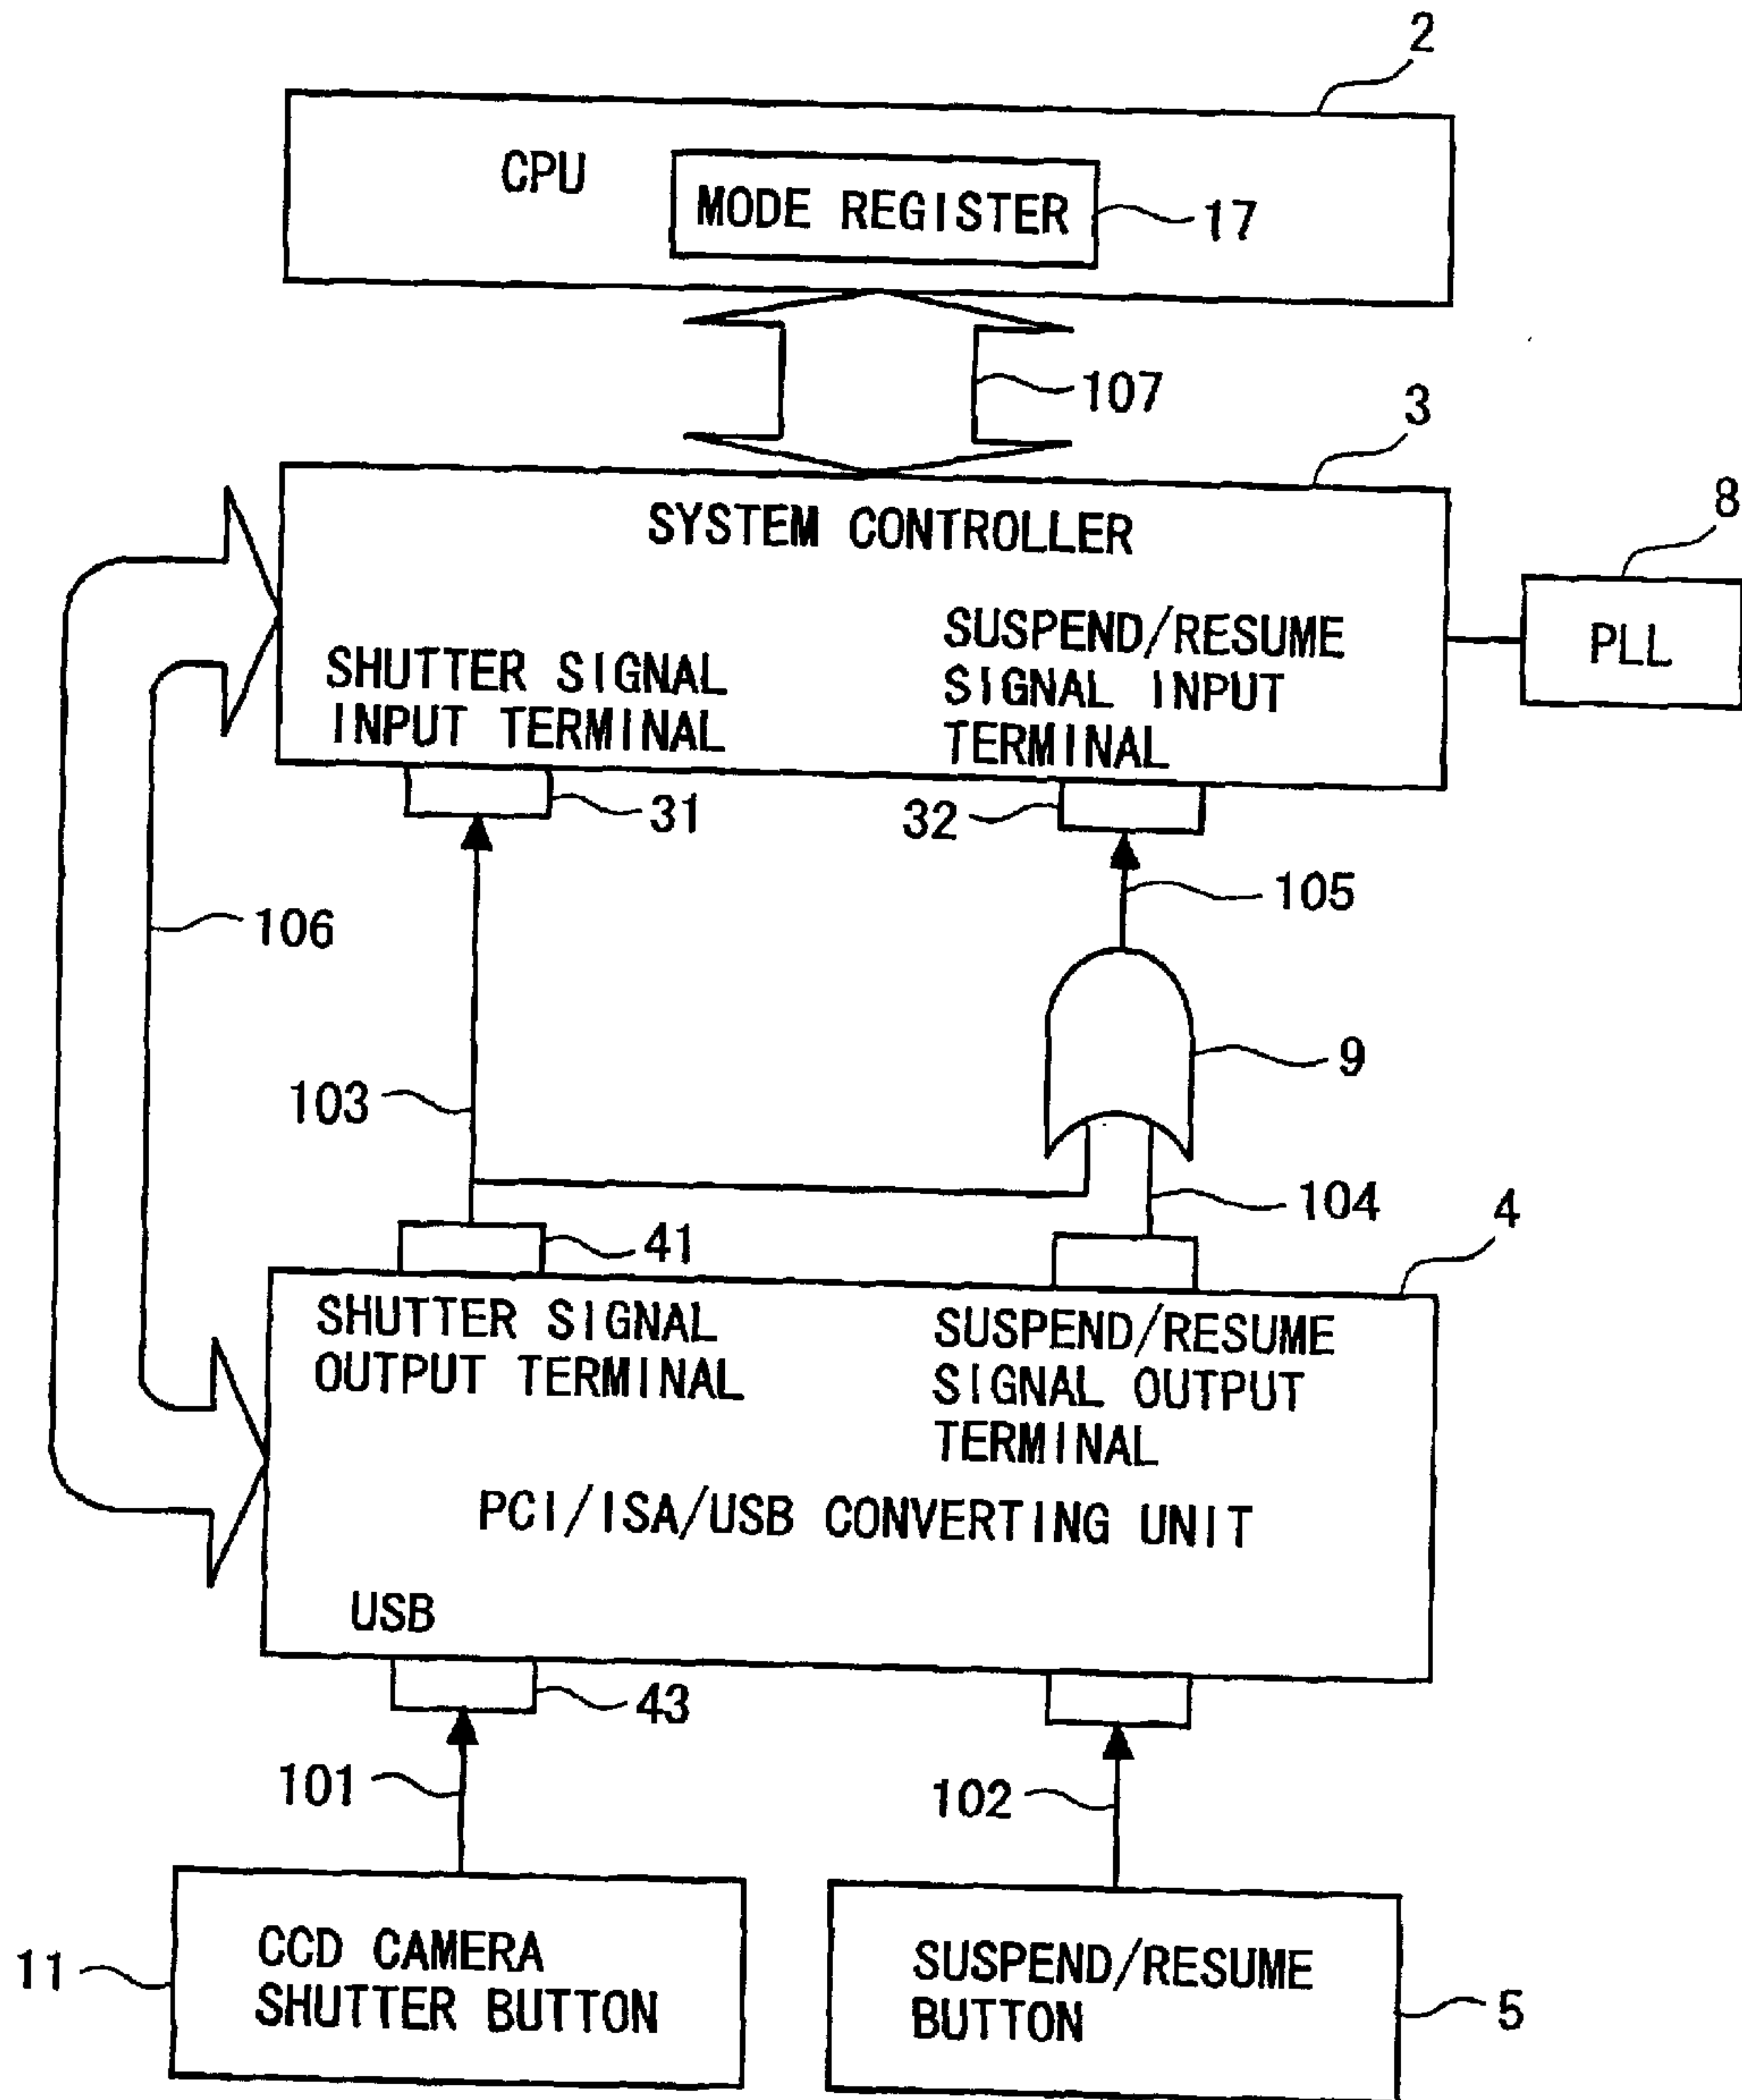 2
CPU
MODE REGISTER
17
107
3
SYSTEM CONTROLLER
8
PLL
SHUTTER SIGNAL
INPUT TERMINAL
SUSPEND/RESUME
SIGNAL INPUT
TERMINAL
31
32
105
106
9
103
104
41
4
SHUTTER SIGNAL
OUTPUT TERMINAL
SUSPEND/RESUME
SIGNAL OUTPUT
TERMINAL
PCI/ISA/USB CONVERTING UNIT
USB
43
101
102
11
CCD CAMERA
SHUTTER BUTTON
SUSPEND/RESUME
BUTTON
5